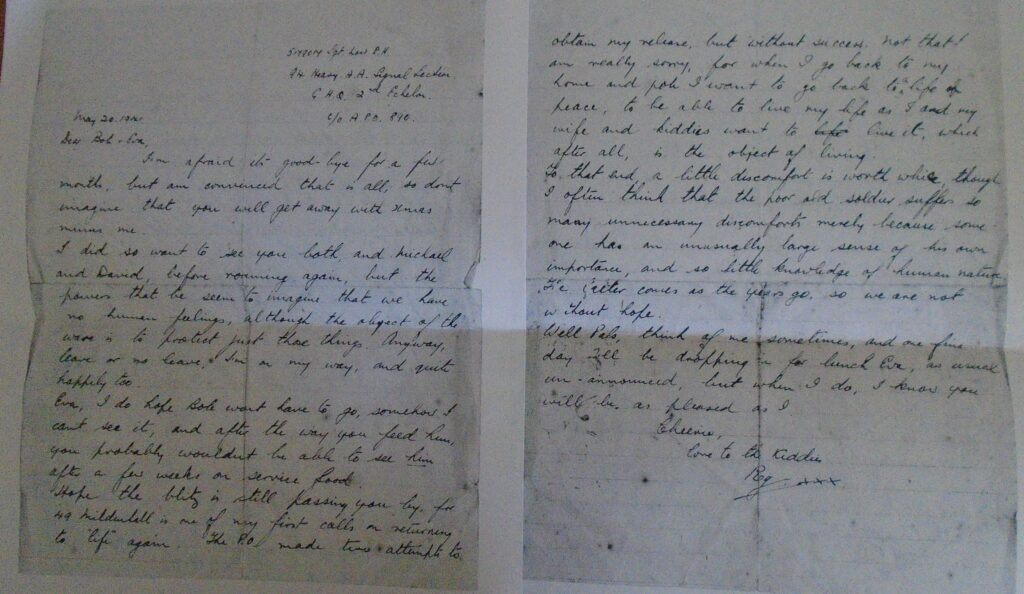 Sgt Low P.H.
94 Heavy A.A. Signal Section
G.H.Q. 2nd Echelon
c/o A.P.O. 890.
May 20. 1941
Dear Bob - Eva,
I'm afraid it's good-bye for a few
month, but am convinced that is all, so dont
imagine that you will get away with xmas
minus me.
I did so want to see you both, and Michael
and David, before roaming again, but the
powers that be seem to imagine that we have
no human feelings, although the object of the
wars is to protect just those things. Anyway,
leave or no leave, I'm on my way, and quite
happily too
Eva, I do hope Bob wont have to go, somehow I
cant see it, and after the way you feed him,
you probably wouldnt be able to see him
after a few weeks on service food.
Hope the blitz is still passing you by, for
49 Mildenhall is one of my first calls on returning
to life again. The P.O. made two attempts to
obtain my release, but without success. Not that I
am really sorry, for when I go back to my
home and job I want to go back to a life of
peace, to be able to live my life as I and my
wife and kiddies want to live it, which
after all, is the object of living.
To that end, a little discomfort is worth while, though
I often think that the poor old soldier suffers so
many unnecessary discomforts merely because some-
one has an unusually large sense of his own
importance, and so little knowledge of human nature.
comes as the years go, so we are not
without hope.
Well Pals, think of me sometimes, and one fine
day I'll be dropping in for lunch Eva, as usual
un-announced, but when I do, I know you
will be as pleased as I
Cheerio,
love to the Kiddies
Reg. xxx